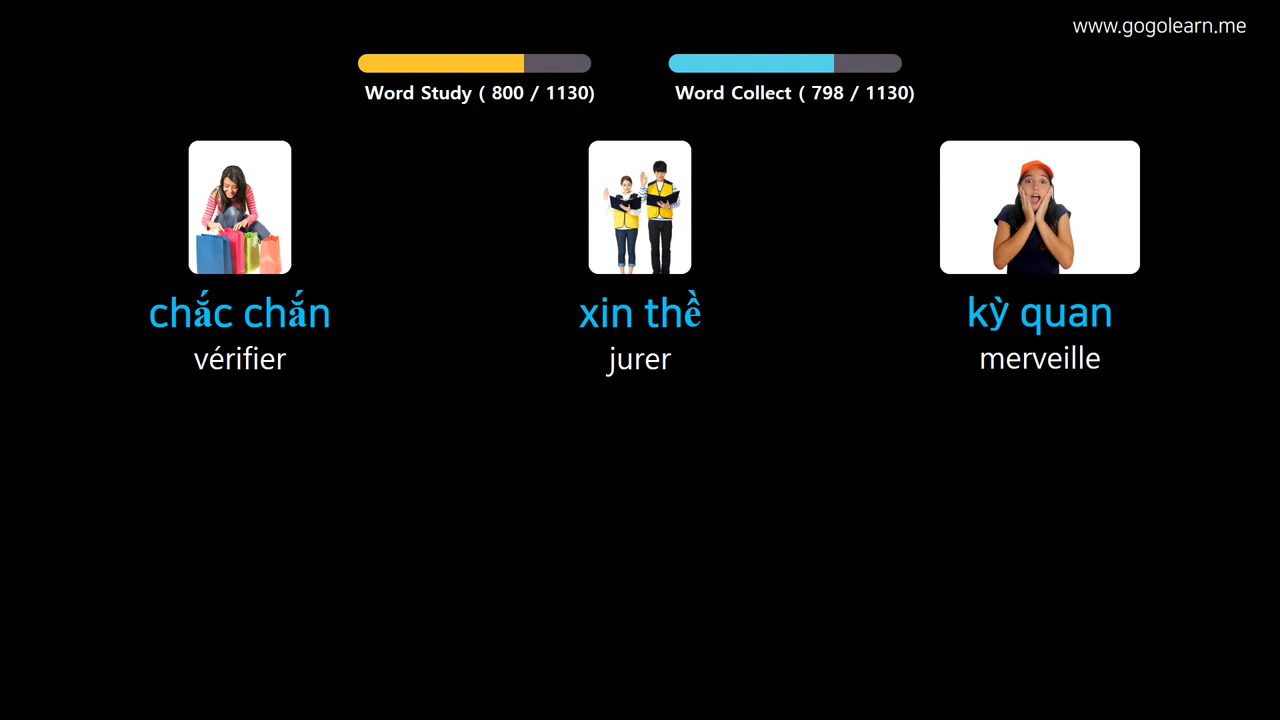 www.gogolearn.me
Word Study ( 800 / 1130)
Word Collect ( 798 / 1130)
chắc chắn
xin thề
kỳ quan
vérifier
jurer
merveille